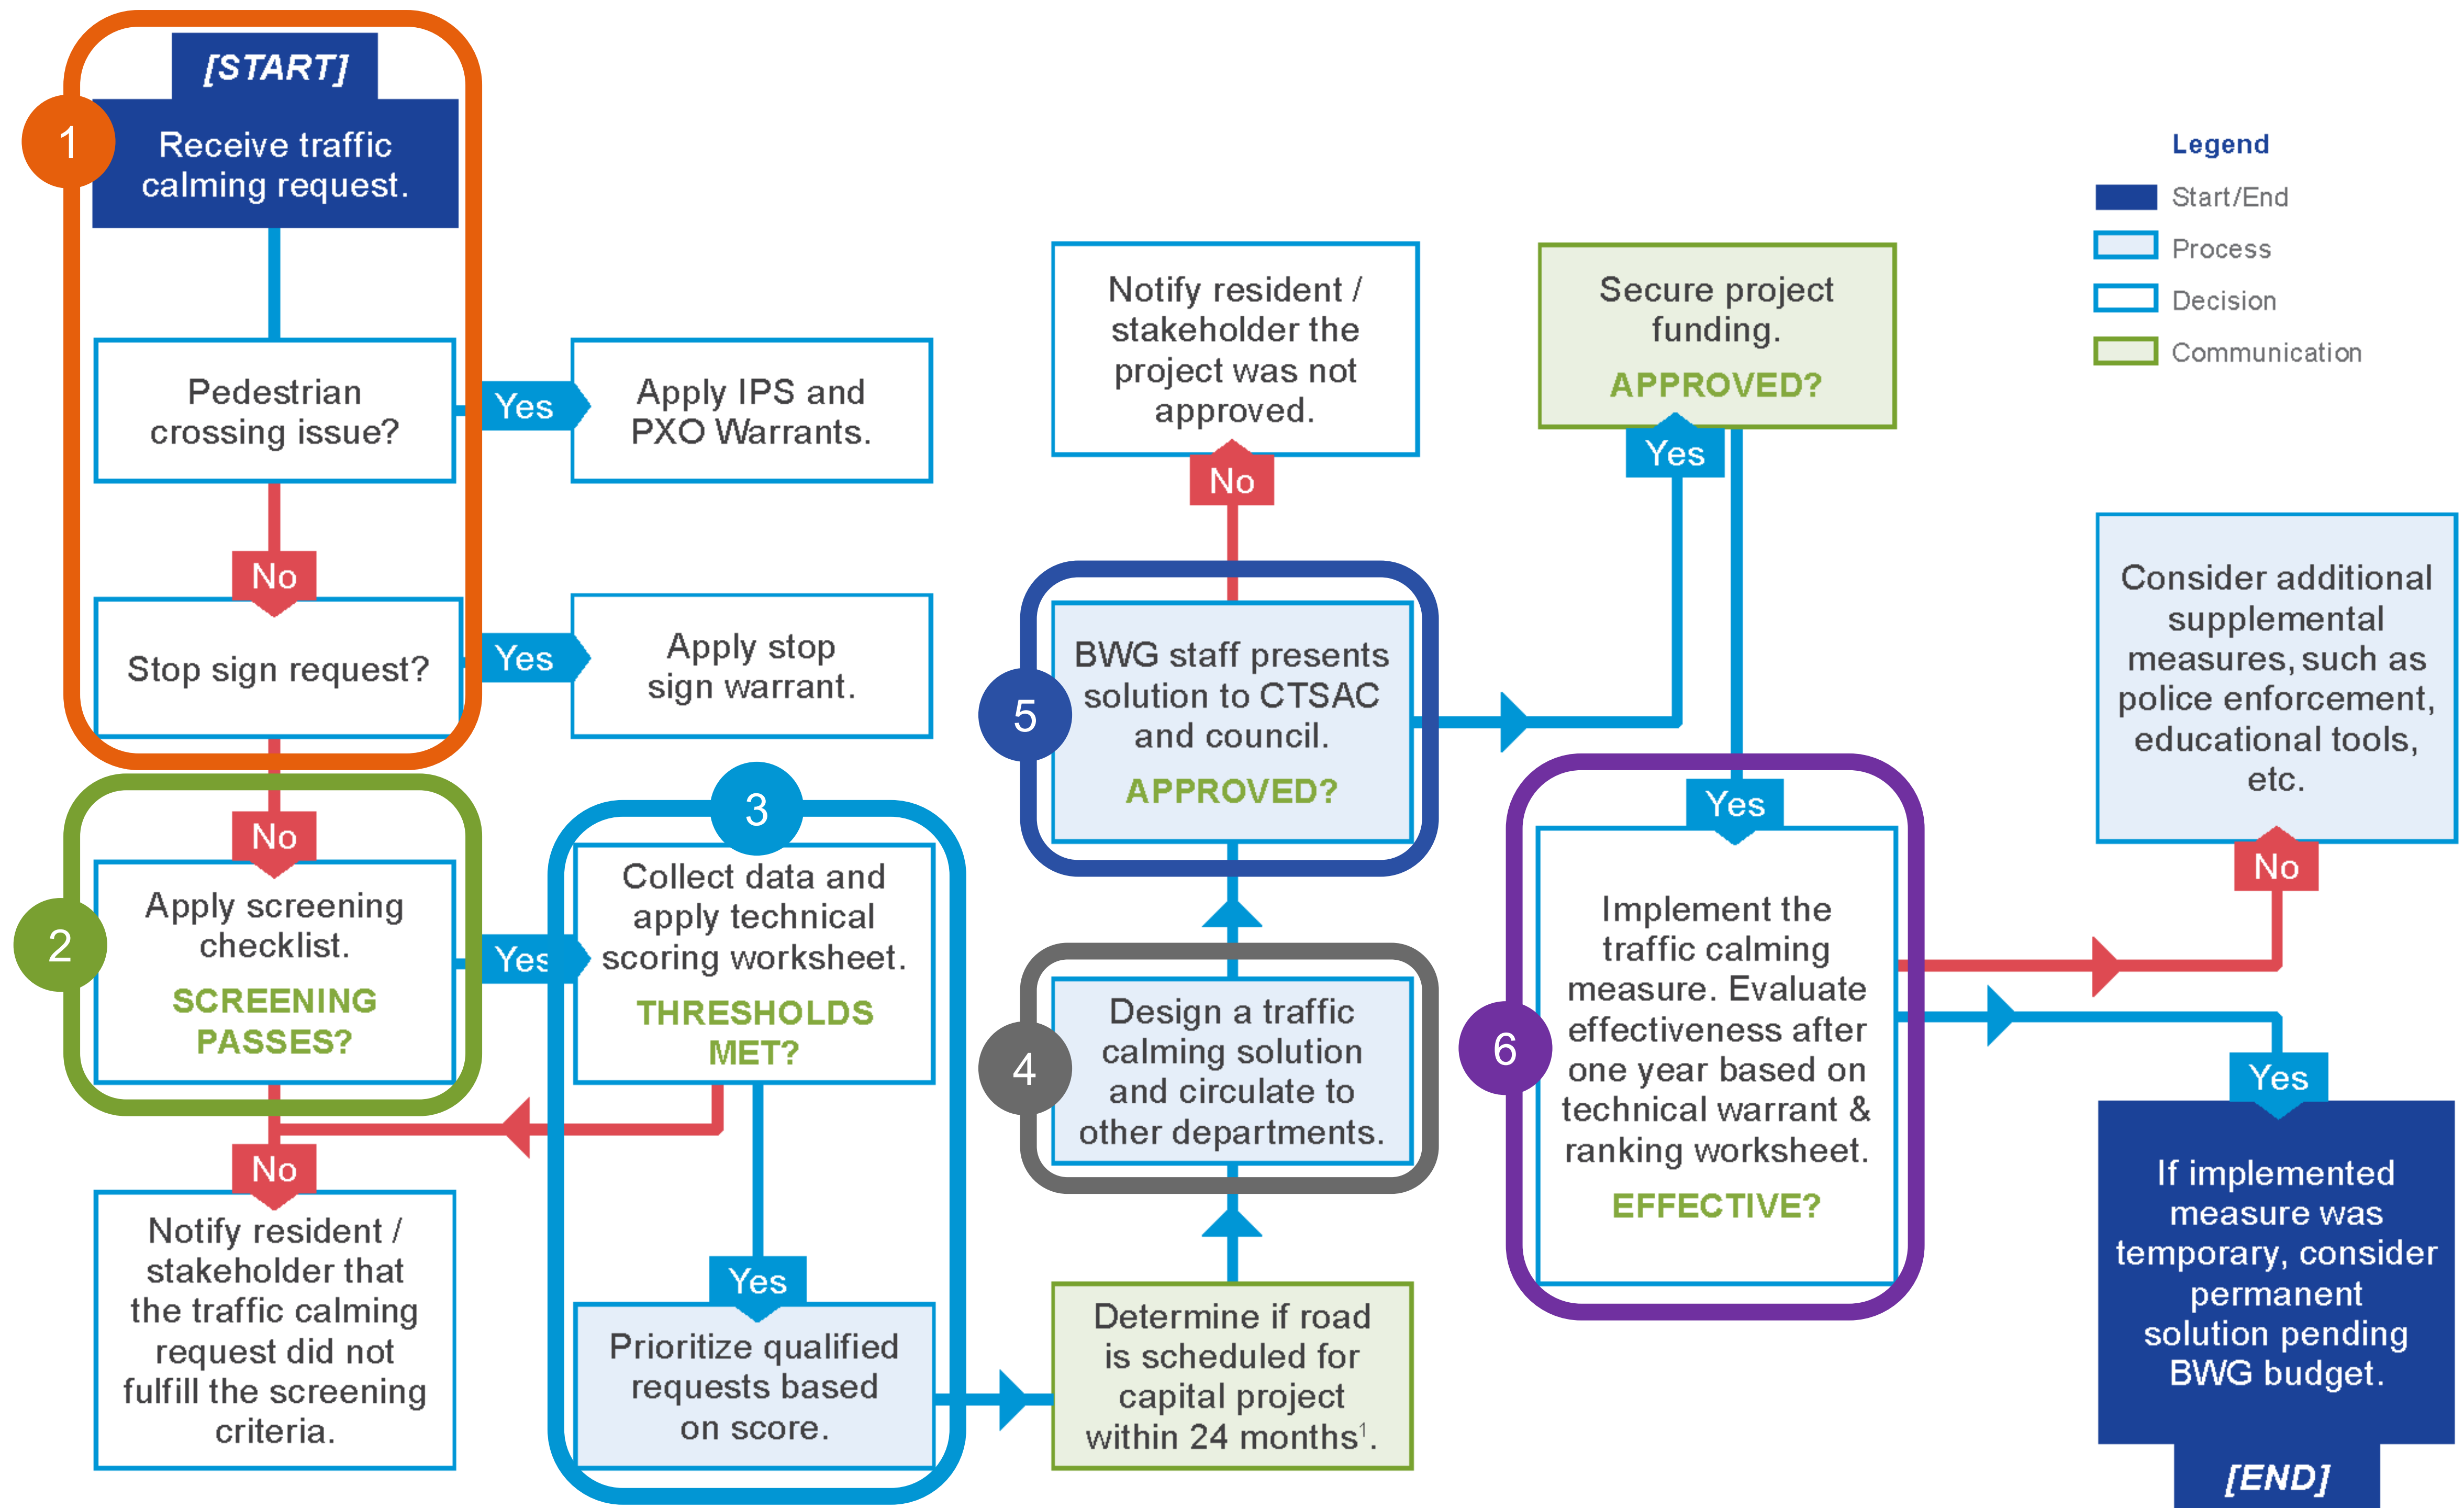 [START]
1
Receive traffic
calming request.
Pedestrian
crossing issue?
Yes
Apply IPS and
PXO Warrants.
No
Stop sign request?
Yes
Apply stop
sign warrant.
No
2
Apply screening
checklist.
SCREENING
PASSES?
Yes
No
Notify resident /
stakeholder that
the traffic calming
request did not
fulfill the screening
criteria.
3
Collect data and
apply technical
scoring worksheet.
THRESHOLDS
MET?
Yes
Prioritize qualified
requests based
on score.
Determine if road
is scheduled for
capital project
within 24 months¹.
4
Design a traffic
calming solution
and circulate to
other departments.
5
BWG staff presents
solution to CTSAC
and council.
APPROVED?
No
Notify resident /
stakeholder the
project was not
approved.
Yes
Secure project
funding.
APPROVED?
Yes
6
Implement the
traffic calming
measure. Evaluate
effectiveness after
one year based on
technical warrant &
ranking worksheet.
EFFECTIVE?
No
Consider additional
supplemental
measures, such as
police enforcement,
educational tools,
etc.
Yes
If implemented
measure was
temporary, consider
permanent
solution pending
BWG budget.
[END]
Legend
Start/End
Process
Decision
Communication